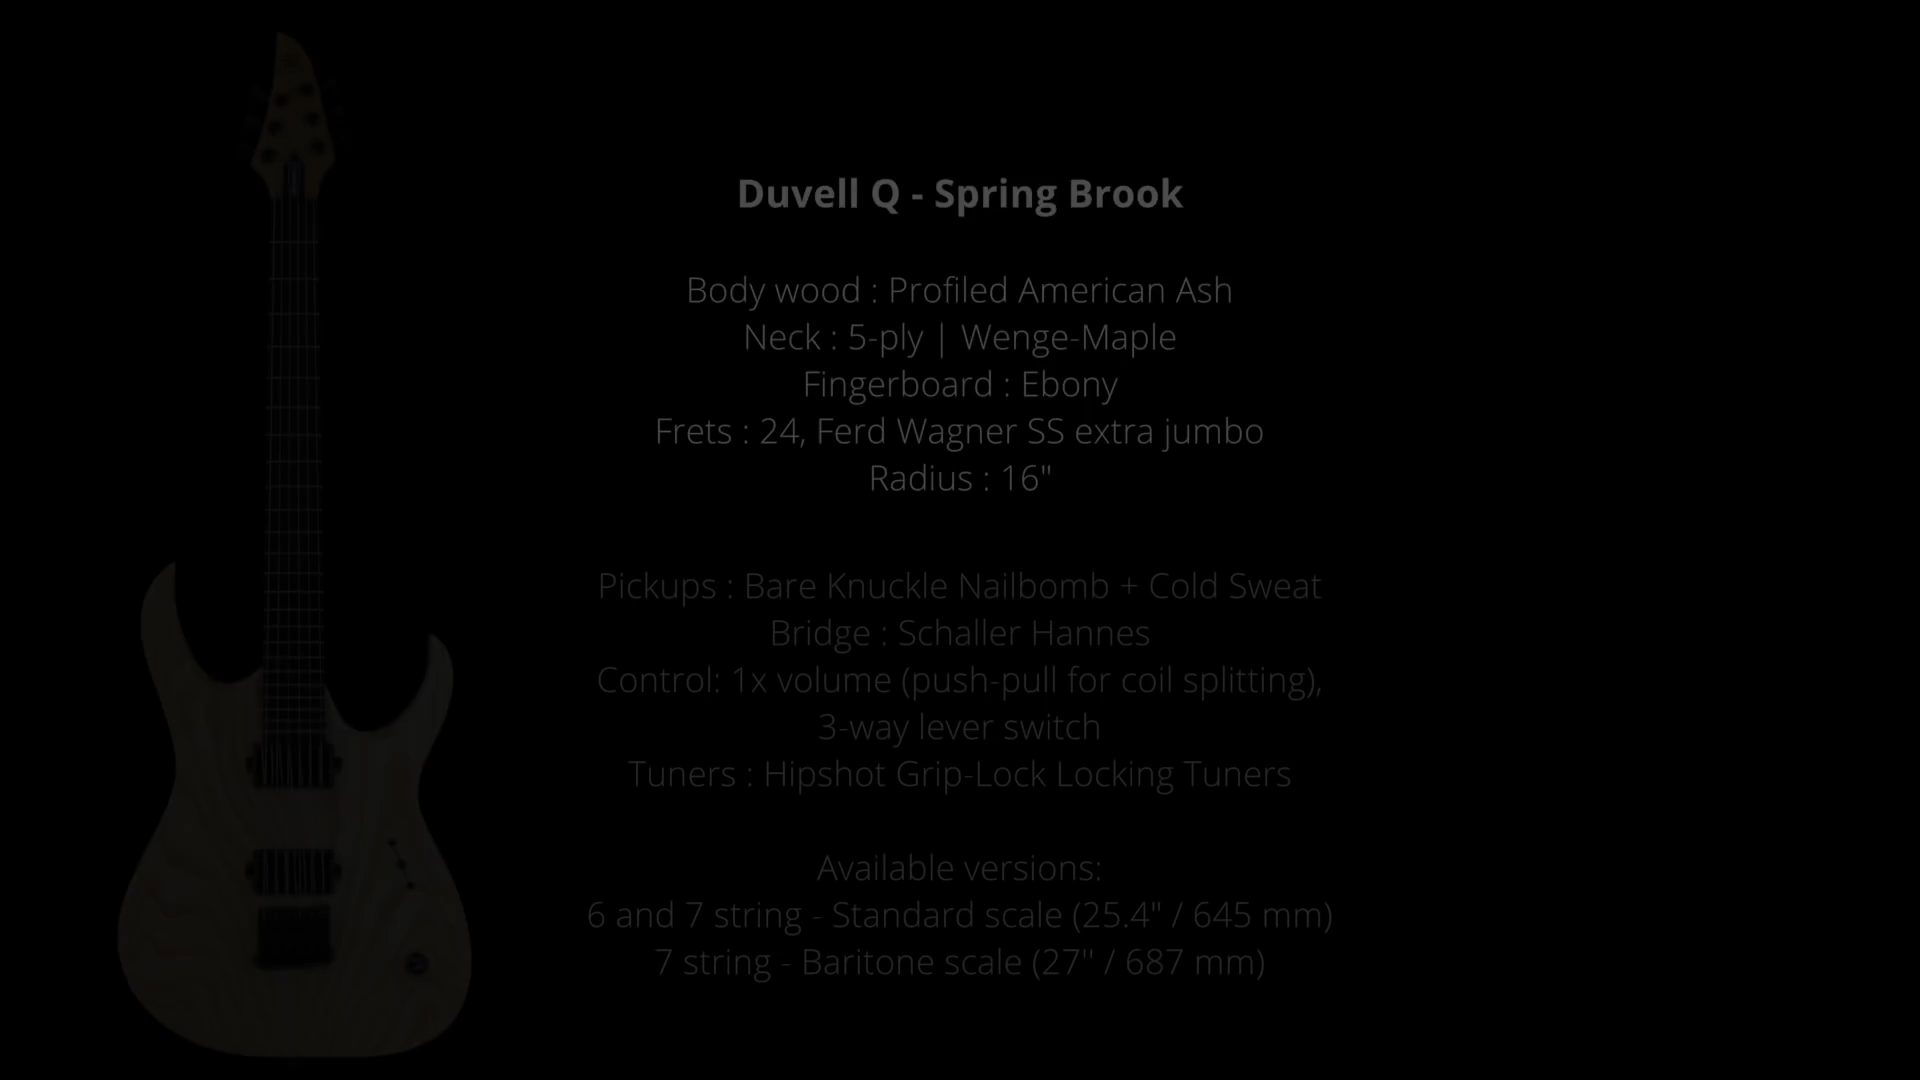 Duvell Q - Spring Brook
Body wood : Profiled American Ash
Neck : 5-ply | Wenge-Maple
Fingerboard : Ebony
Frets : 24, Ferd Wagner SS extra jumbo
Radius : 16"
Pickups : Bare Knuckle Nailbomb + Cold Sweat
Bridge : Schaller Hannes
Control: 1x volume (push-pull for coil splitting),
3-way lever switch
Tuners : Hipshot Grip-Lock Locking Tuners
Available versions:
6 and 7 string - Standard scale (25.4" / 645 mm)
7 string - Baritone scale (27" / 687 mm)